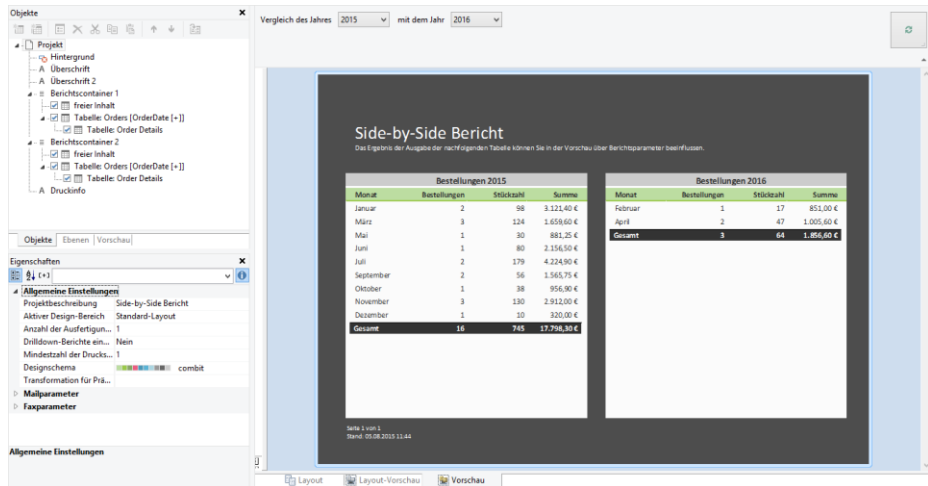 Objekte
Projekt
Hintergrund
A Überschrift
A Überschrift 2
Berichtscontainer 1
freier Inhalt
Tabelle: Orders [OrderDate [+]]
Tabelle: Order Details
Berichtscontainer 2
freier Inhalt
Tabelle: Orders [OrderDate [+]]
Tabelle: Order Details
A Druckinfo
Objekte Ebenen Vorschau
Eigenschaften
Allgemeine Einstellungen
Projektbeschreibung Side-by-Side Bericht
Aktiver Design-Bereich Standard-Layout
Anzahl der Ausfertigun... 1
Drilldown-Berichte ein... Nein
Mindestzahl der Drucks... 1
Designschema combit
Transformation für Prä...
Mailparameter
Faxparameter
Allgemeine Einstellungen
Vergleich des Jahres 2015 mit dem Jahr 2016
Side-by-Side Bericht
Das Ergebnis der Ausgabe der nachfolgenden Tabelle können Sie in der Vorschau über Berichtsparameter beeinflussen.
Bestellungen 2015
Monat Bestellungen Stückzahl Summe
Januar 2 98 3.121,40 €
März 3 124 1.659,60 €
Mai 1 30 881,25 €
Juni 1 80 2.156,50 €
Juli 2 179 4.224,90 €
September 2 56 1.565,75 €
Oktober 1 38 956,90 €
November 3 130 2.912,00 €
Dezember 1 10 320,00 €
Gesamt 16 745 17.798,30 €
Bestellungen 2016
Monat Bestellungen Stückzahl Summe
Februar 1 17 851,00 €
April 2 47 1.005,60 €
Gesamt 3 64 1.856,60 €
Seite 1 von 1
Stand: 05.08.2015 11:44
Layout Layout-Vorschau Vorschau